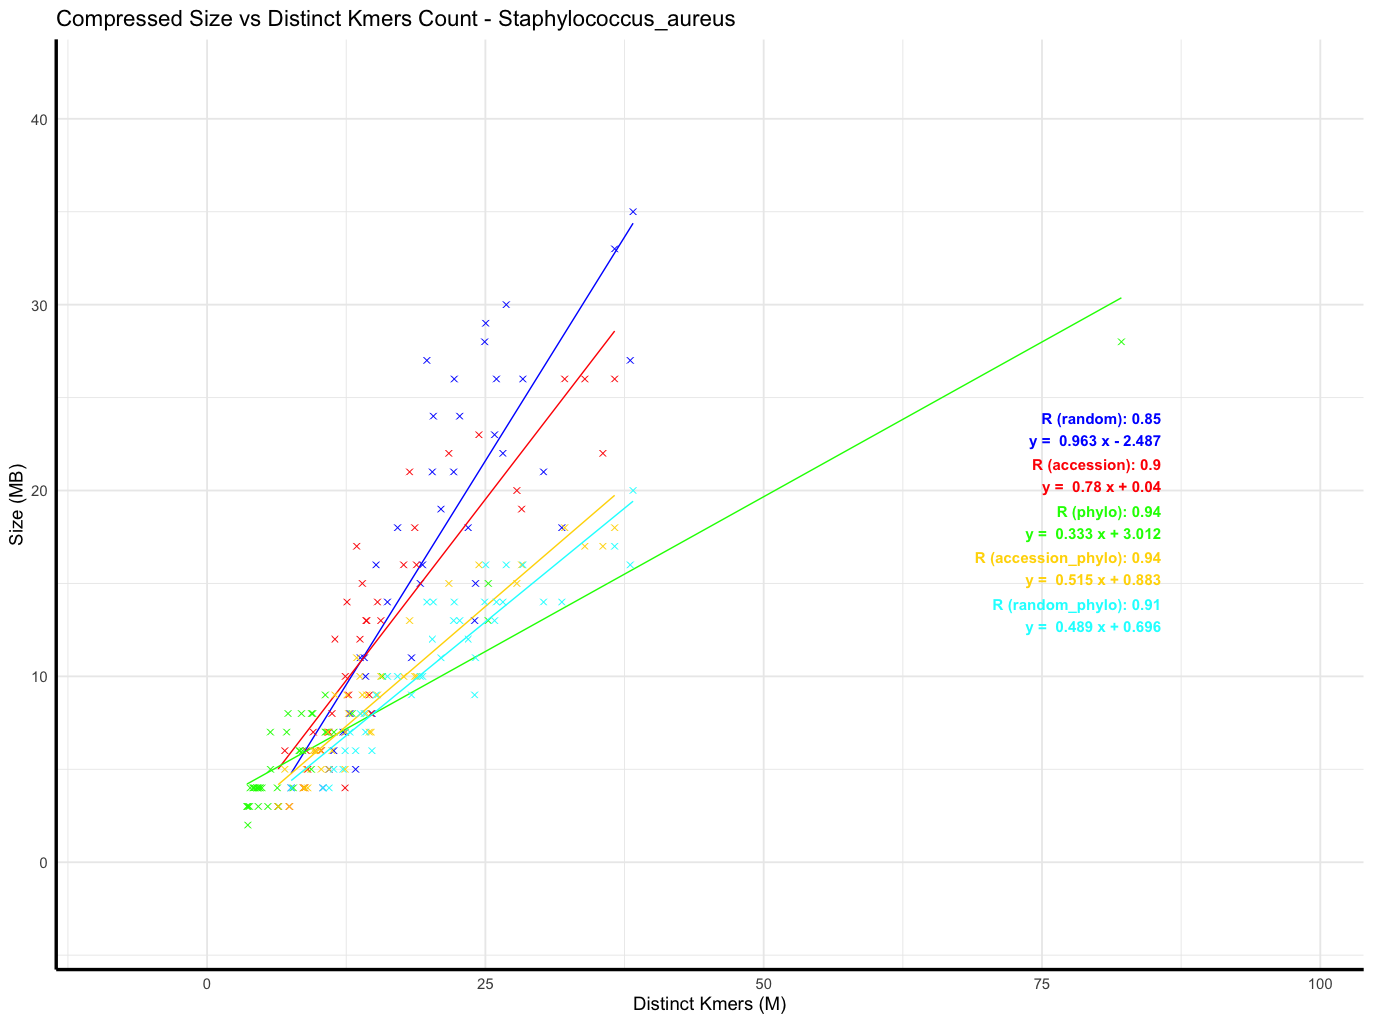 Compressed Size vs Distinct Kmers Count - Staphylococcus_aureus
Size (MB)
40
30
20
10
0
R (random): 0.85
y = 0.963 x - 2.487
R (accession): 0.9
y = 0.78 x + 0.04
R (phylo): 0.94
y = 0.333 x + 3.012
R (accession_phylo): 0.94
y = 0.515 x + 0.883
R (random_phylo): 0.91
y = 0.489 x + 0.696
0 25 50 75 100
Distinct Kmers (M)